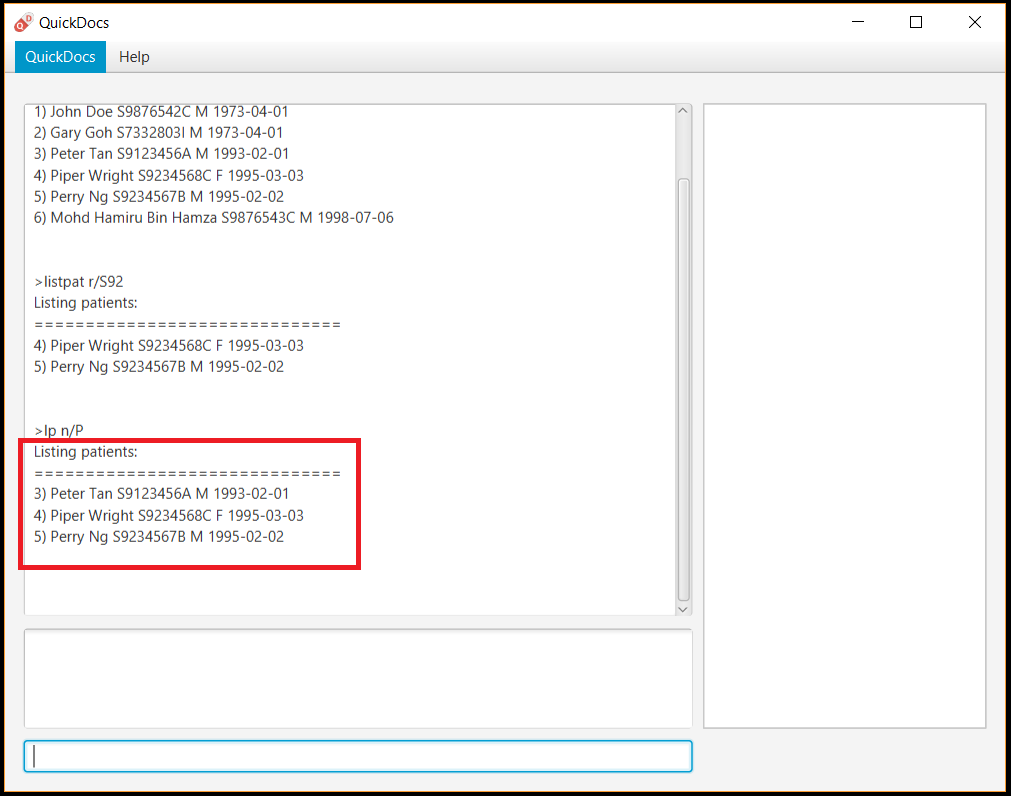 QuickDocs
QuickDocs Help
1) John Doe S9876542C M 1973-04-01
2) Gary Goh S7332803I M 1973-04-01
3) Peter Tan S9123456A M 1993-02-01
4) Piper Wright S9234568C F 1995-03-03
5) Perry Ng S9234567B M 1995-02-02
6) Mohd Hamiru Bin Hamza S9876543C M 1998-07-06
>listpat r/S92
Listing patients:
==============================
4) Piper Wright S9234568C F 1995-03-03
5) Perry Ng S9234567B M 1995-02-02
>lp n/P
Listing patients:
==============================
3) Peter Tan S9123456A M 1993-02-01
4) Piper Wright S9234568C F 1995-03-03
5) Perry Ng S9234567B M 1995-02-02